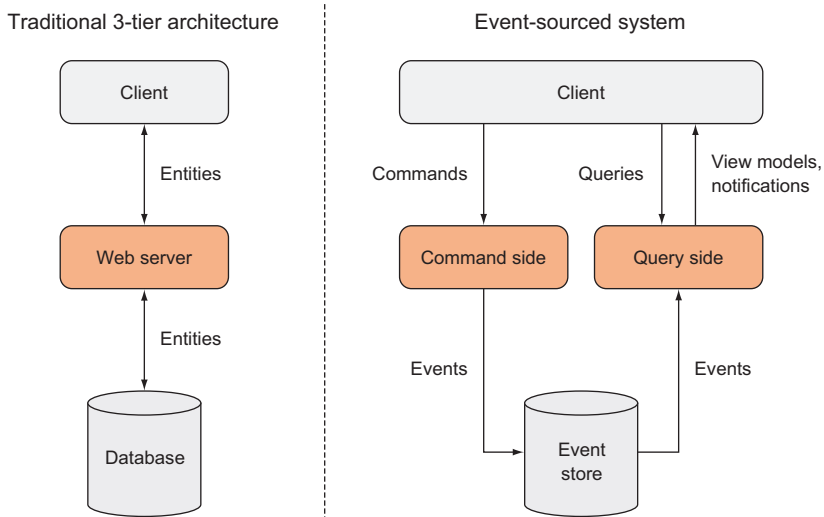 Traditional 3-tier architecture
Client
Entities
Web server
Entities
Database
Event-sourced system
Client
Commands
Queries
View models,
notifications
Command side
Query side
Events
Events
Event
store